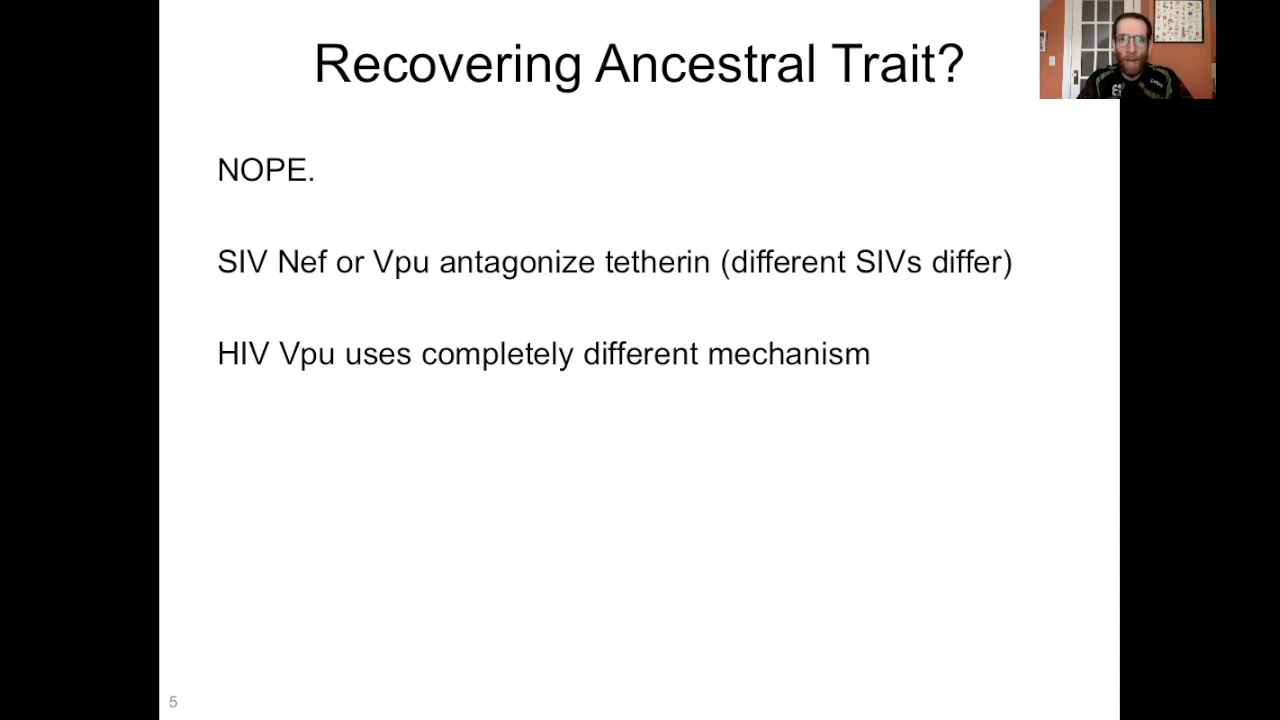 Recovering Ancestral Trait?
NOPE.
SIV Nef or Vpu antagonize tetherin (different SIVs differ)
HIV Vpu uses completely different mechanism
5